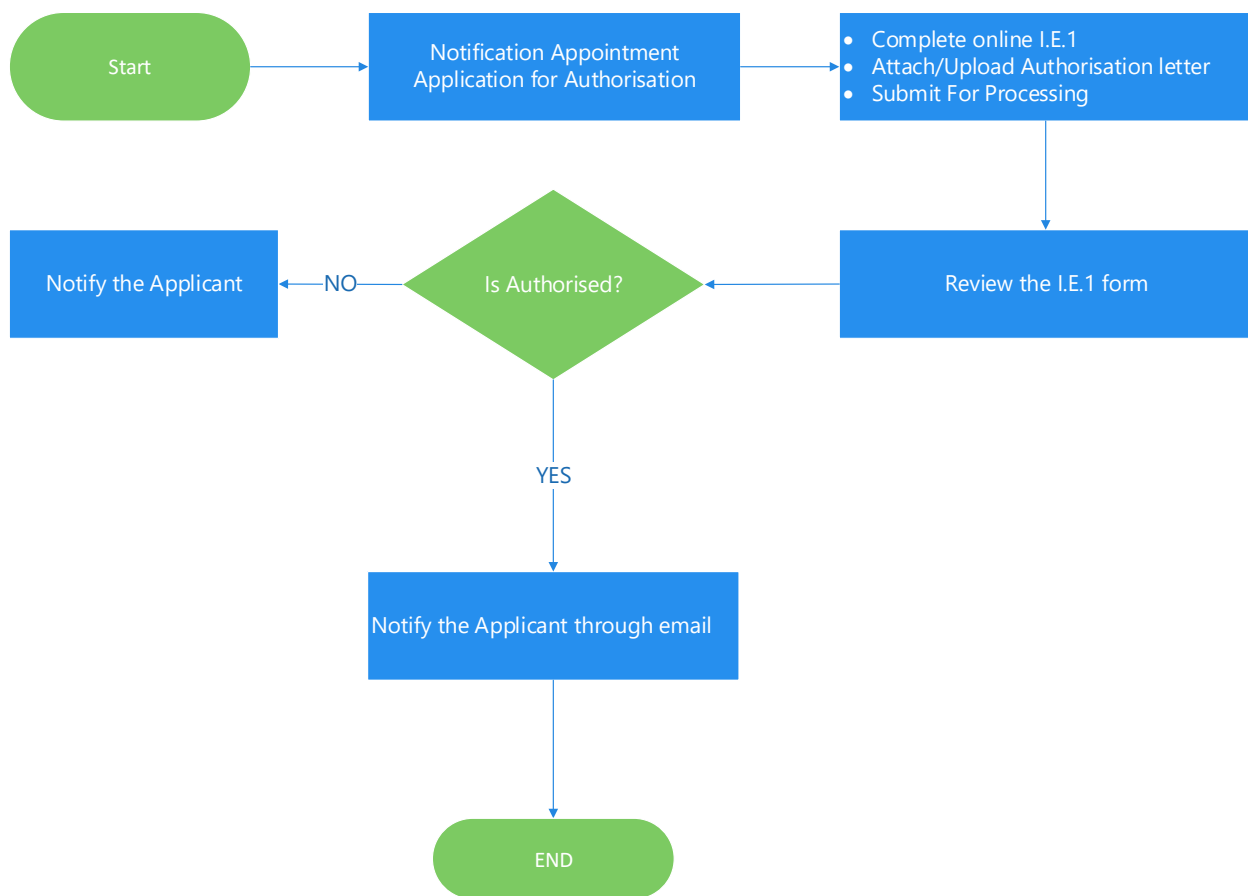 Start
Notification Appointment
Application for Authorisation
• Complete online I.E.1
• Attach/Upload Authorisation letter
• Submit For Processing
Notify the Applicant
NO
Is Authorised?
Review the I.E.1 form
YES
Notify the Applicant through email
END